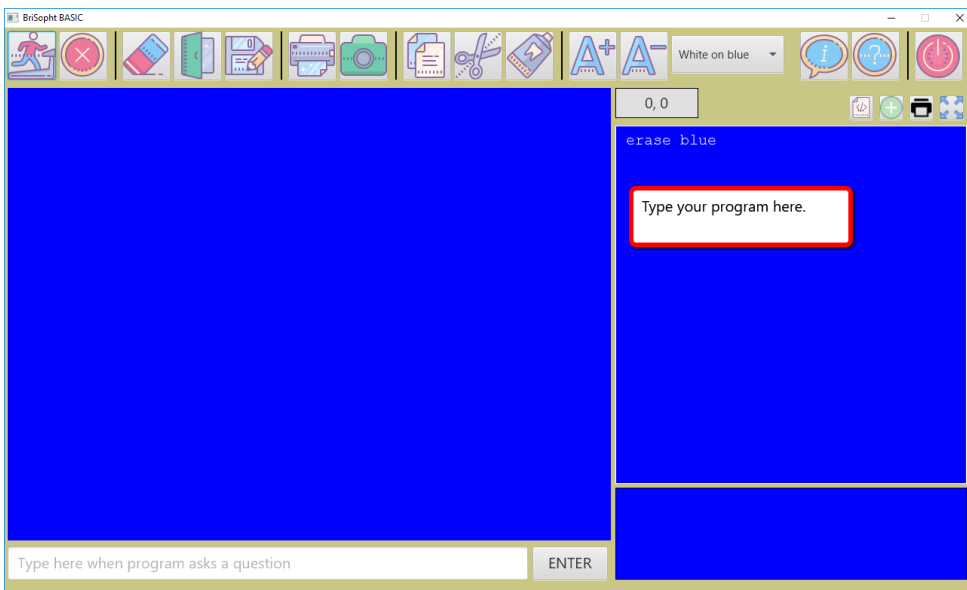 BriSopht BASIC
0
A+ A- White on blue i ?
0, 0
</>
erase blue
Type your program here.
Type here when program asks a question ENTER